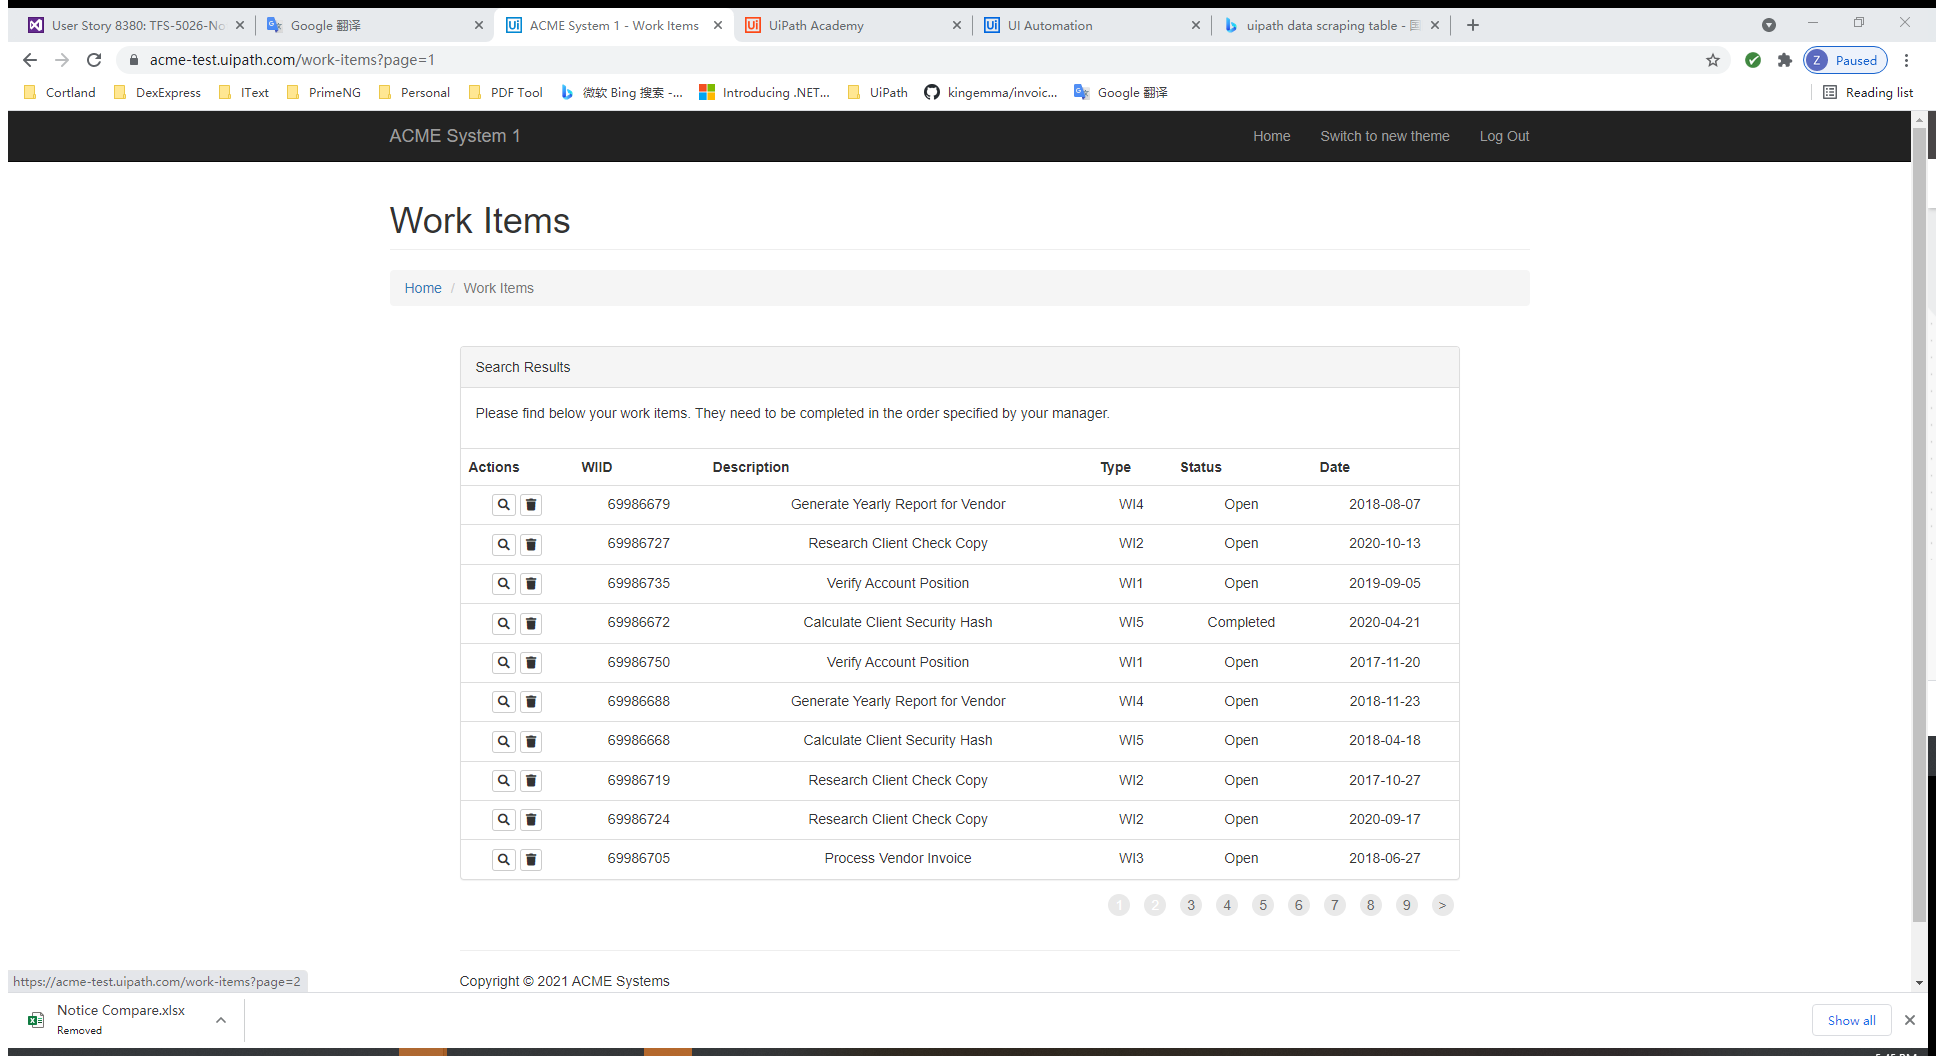 User Story 8380: TFS-5026-No
Google 翻译
ACME System 1 - Work Items
UiPath Academy
UI Automation
uipath data scraping table - 国
acme-test.uipath.com/work-items?page=1
Z Paused
Cortland
DexExpress
IText
PrimeNG
Personal
PDF Tool
微软 Bing 搜索 -...
Introducing .NET...
UiPath
kingemma/invoic...
Google 翻译
Reading list
ACME System 1
Home Switch to new theme Log Out
Work Items
Home / Work Items
Search Results
Please find below your work items. They need to be completed in the order specified by your manager.
Actions WIID Description Type Status Date
69986679 Generate Yearly Report for Vendor WI4 Open 2018-08-07
69986727 Research Client Check Copy WI2 Open 2020-10-13
69986735 Verify Account Position WI1 Open 2019-09-05
69986672 Calculate Client Security Hash WI5 Completed 2020-04-21
69986750 Verify Account Position WI1 Open 2017-11-20
69986688 Generate Yearly Report for Vendor WI4 Open 2018-11-23
69986668 Calculate Client Security Hash WI5 Open 2018-04-18
69986719 Research Client Check Copy WI2 Open 2017-10-27
69986724 Research Client Check Copy WI2 Open 2020-09-17
69986705 Process Vendor Invoice WI3 Open 2018-06-27
1 2 3 4 5 6 7 8 9 >
Copyright © 2021 ACME Systems
https://acme-test.uipath.com/work-items?page=2
Notice Compare.xlsx
Removed
Show all